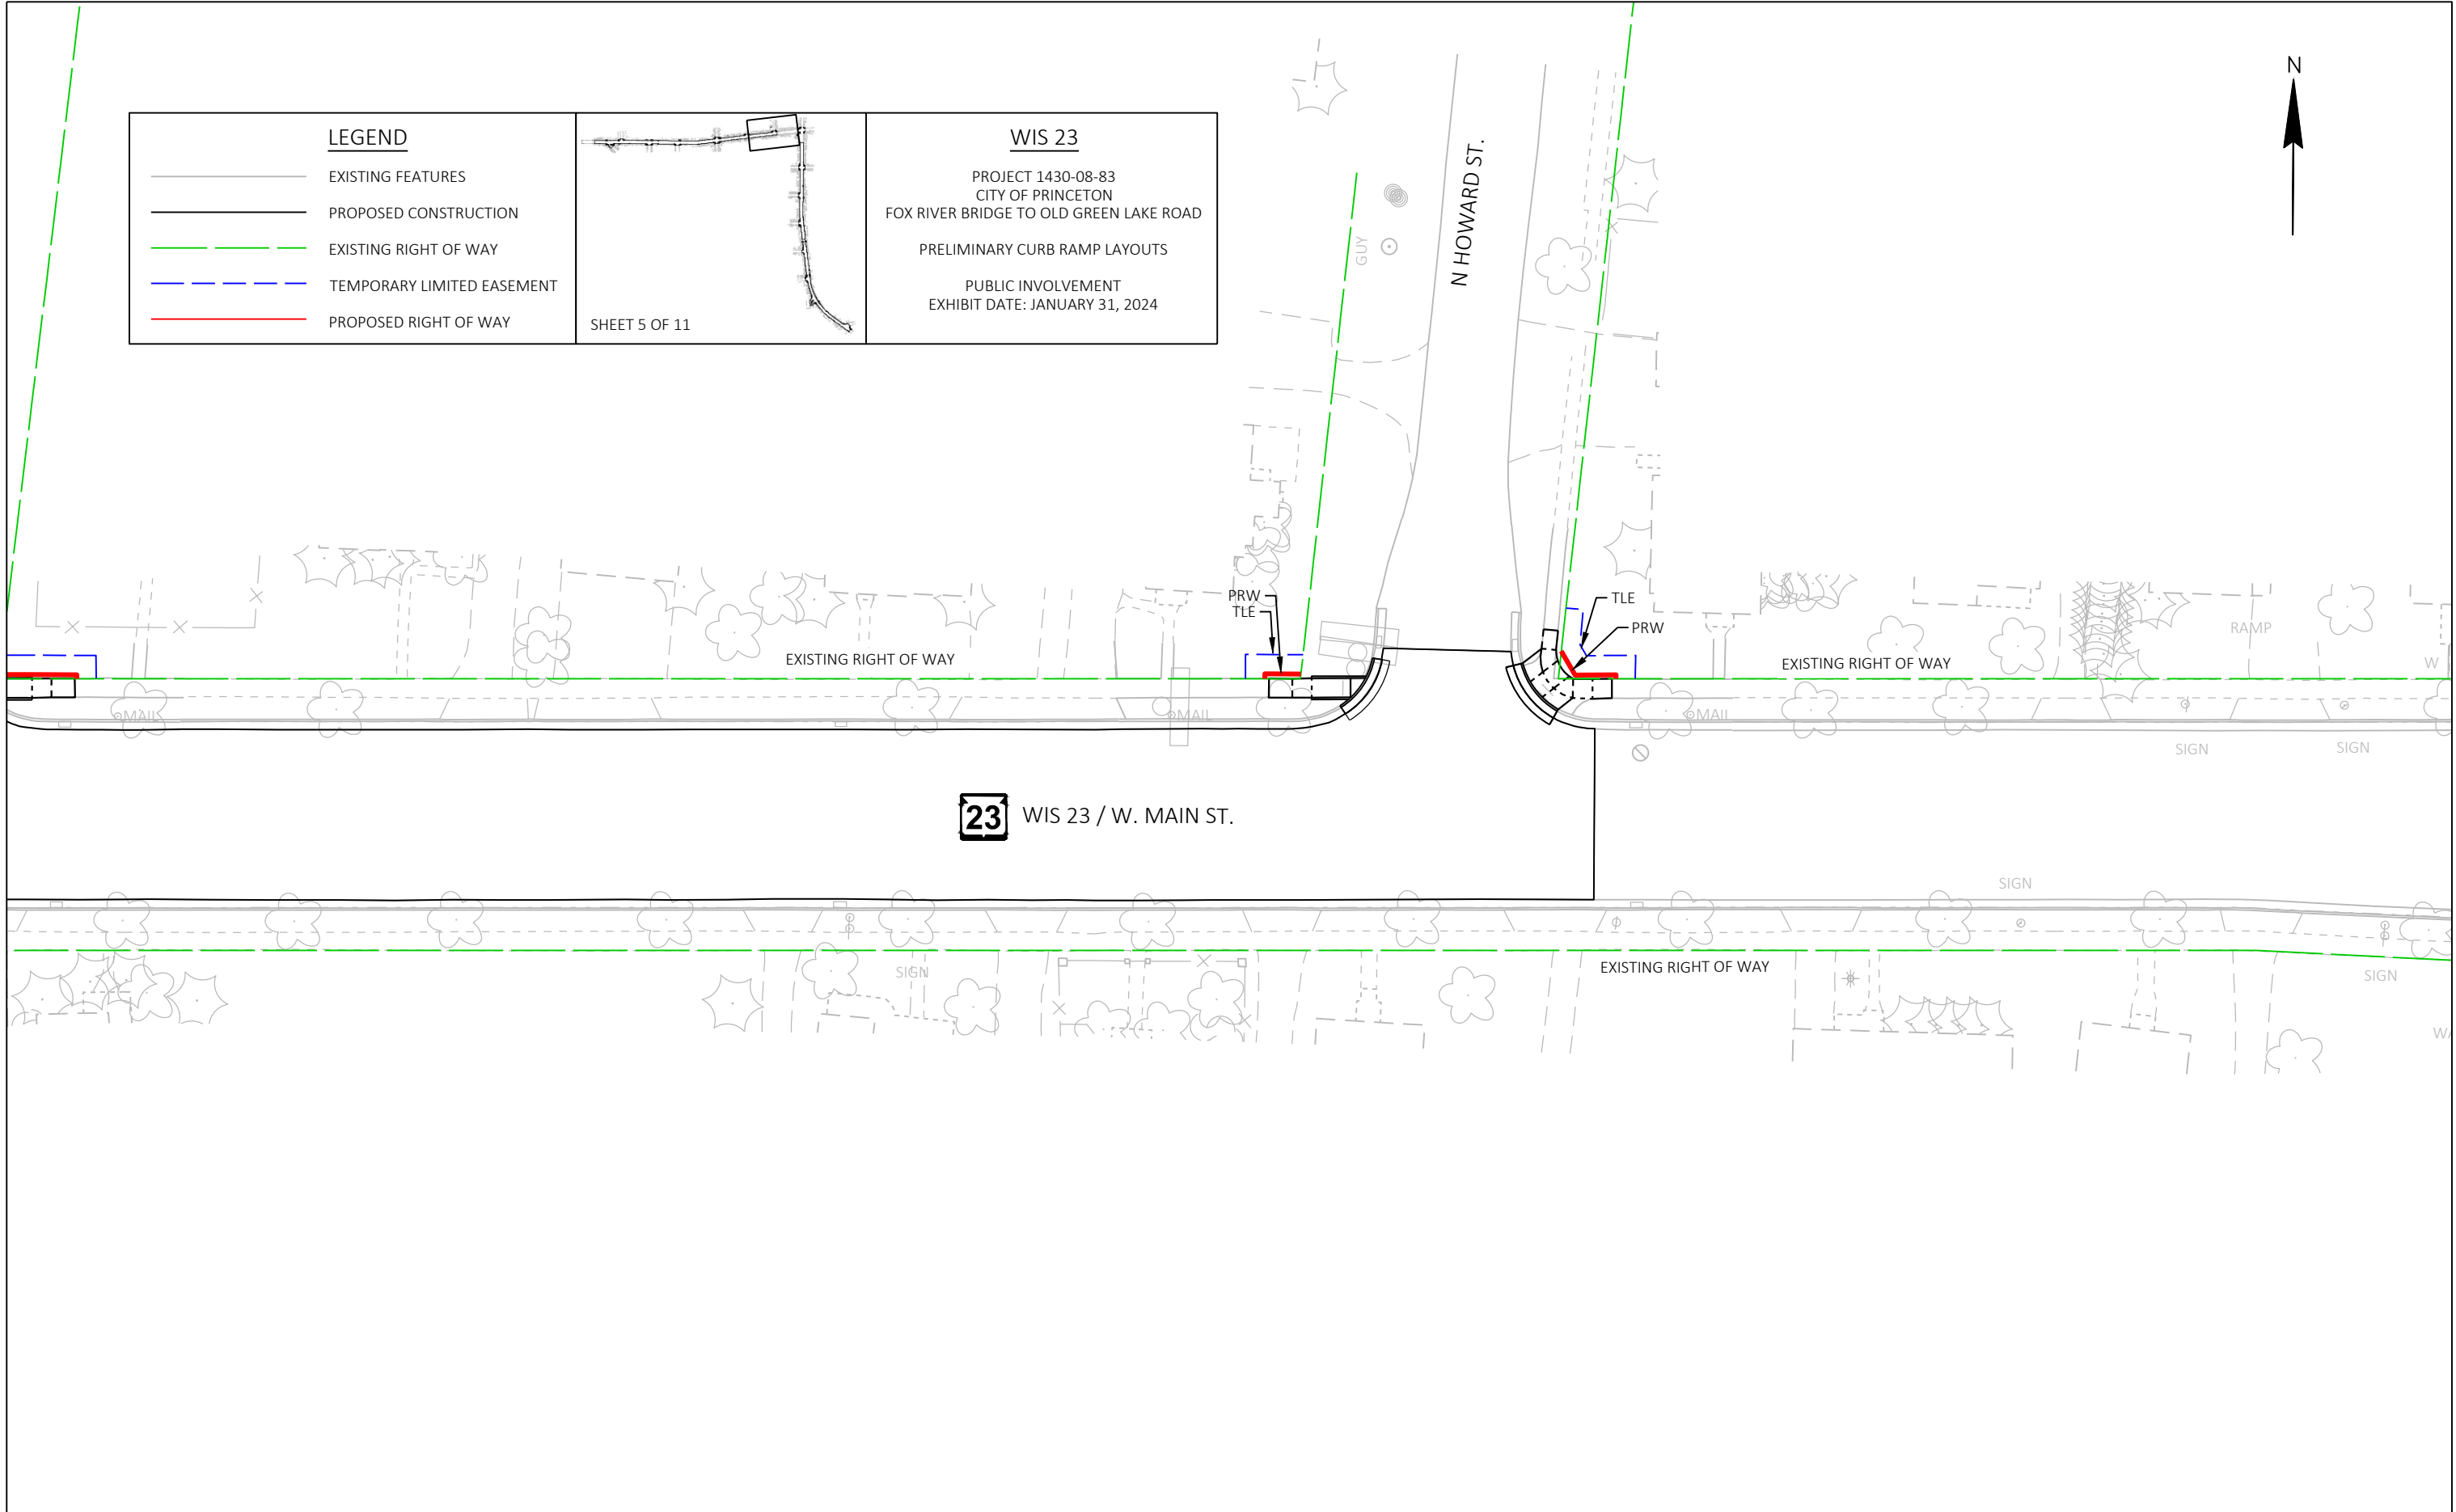 N
LEGEND
EXISTING FEATURES
PROPOSED CONSTRUCTION
EXISTING RIGHT OF WAY
TEMPORARY LIMITED EASEMENT
PROPOSED RIGHT OF WAY
SHEET 5 OF 11
WIS 23
PROJECT 1430-08-83
CITY OF PRINCETON
FOX RIVER BRIDGE TO OLD GREEN LAKE ROAD
PRELIMINARY CURB RAMP LAYOUTS
PUBLIC INVOLVEMENT
EXHIBIT DATE: JANUARY 31, 2024
N HOWARD ST.
GUY
PRW
TLE
TLE
PRW
RAMP
EXISTING RIGHT OF WAY
EXISTING RIGHT OF WAY
W
MAIL
MAIL
MAIL
SIGN
SIGN
23 WIS 23 / W. MAIN ST.
SIGN
SIGN
EXISTING RIGHT OF WAY
SIGN